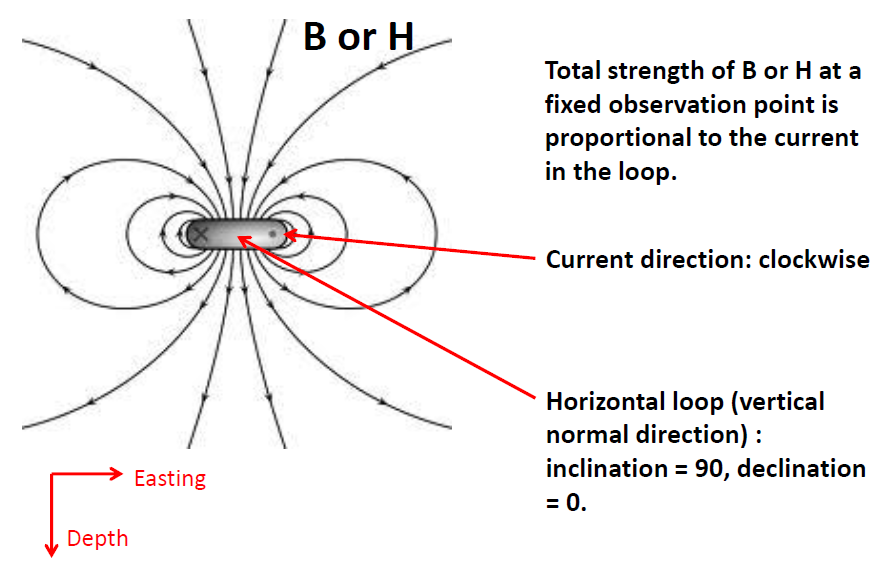 B or H
Total strength of B or H at a
fixed observation point is
proportional to the current
in the loop.
Current direction: clockwise
Horizontal loop (vertical
normal direction) :
inclination = 90, declination
= 0.
Easting
Depth